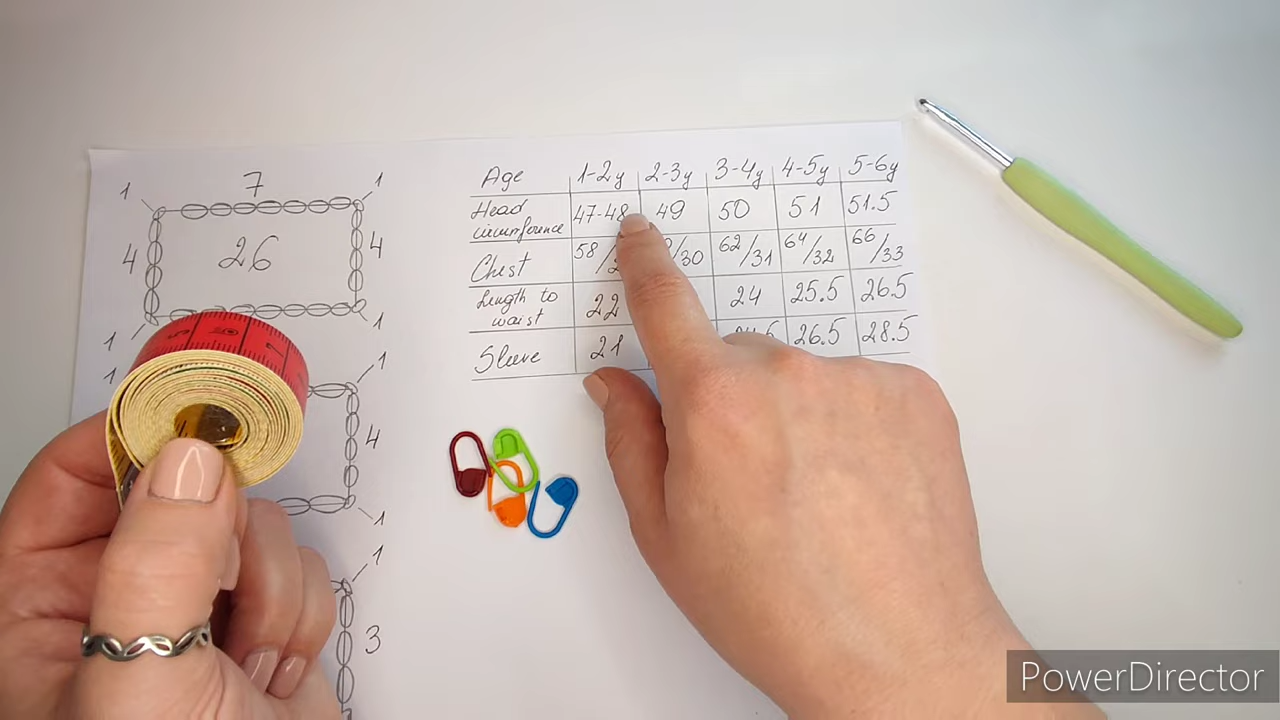 7
1 1
4 26 4
1 1
1 1
4
1
1
3
Age 1-2y 2-3y 3-4y 4-5y 5-6y
Head circumference 47-48 49 50 51 51.5
Chest 58/2 /30 62/31 64/32 66/33
Length to waist 22 24 25.5 26.5
Sleeve 21 26.5 28.5
PowerDirector